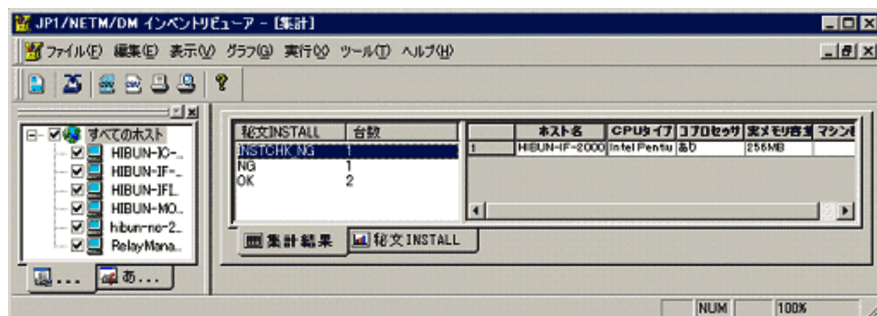 JP1/NETM/DM インベントリビューア - [集計]
ファイル(F) 編集(E) 表示(V) グラフ(G) 実行(X) ツール(T) ヘルプ(H)
すべてのホスト
HIBUN-IC-...
HIBUN-IF-...
HIBUN-IFI...
HIBUN-MO...
hibun-nc-2...
RelayMana...
... あ...
秘文INSTALL 台数
INSTCHK NG 1
NG 1
OK 2
集計結果 秘文INSTALL
ホスト名 CPUタイプ コプロセッサ 実メモリ容量 マシン
1 HIBUN-IF-2000 Intel Pentiu あり 256MB
NUM 100%